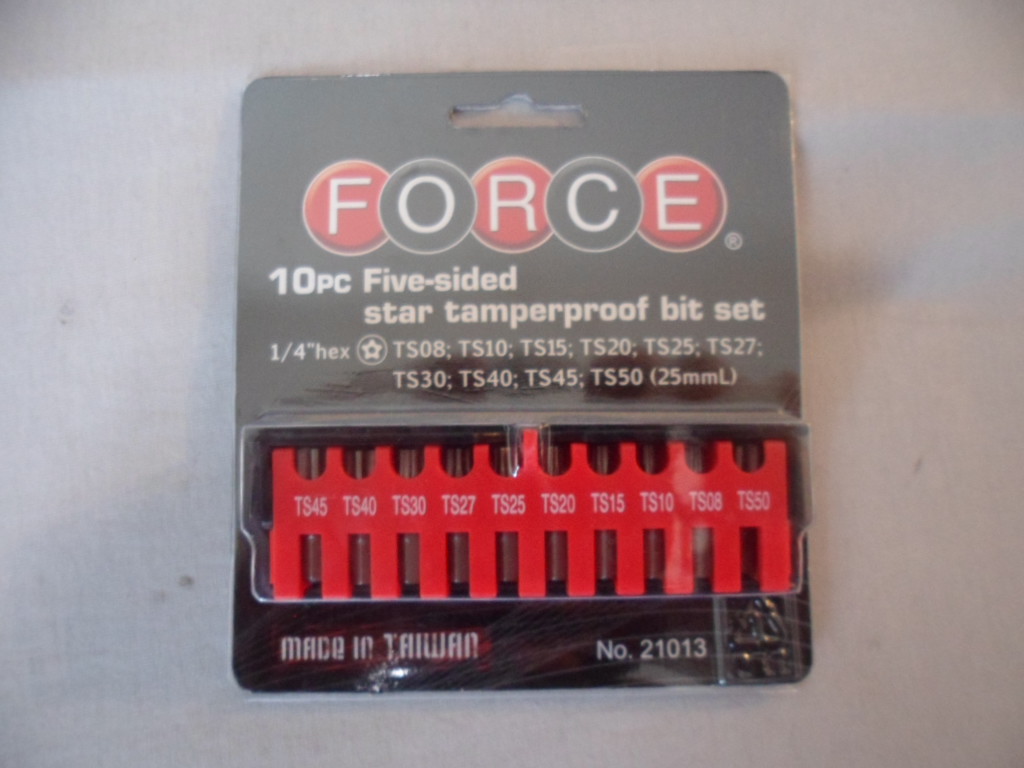 FORCE®
10PC Five-sided
star tamperproof bit set
1/4"hex TS08; TS10; TS15; TS20; TS25; TS27;
TS30; TS40; TS45; TS50 (25mmL)
TS45 TS40 TS30 TS27 TS25 TS20 TS15 TS10 TS08 TS50
MADE IN TAIWAN No. 21013